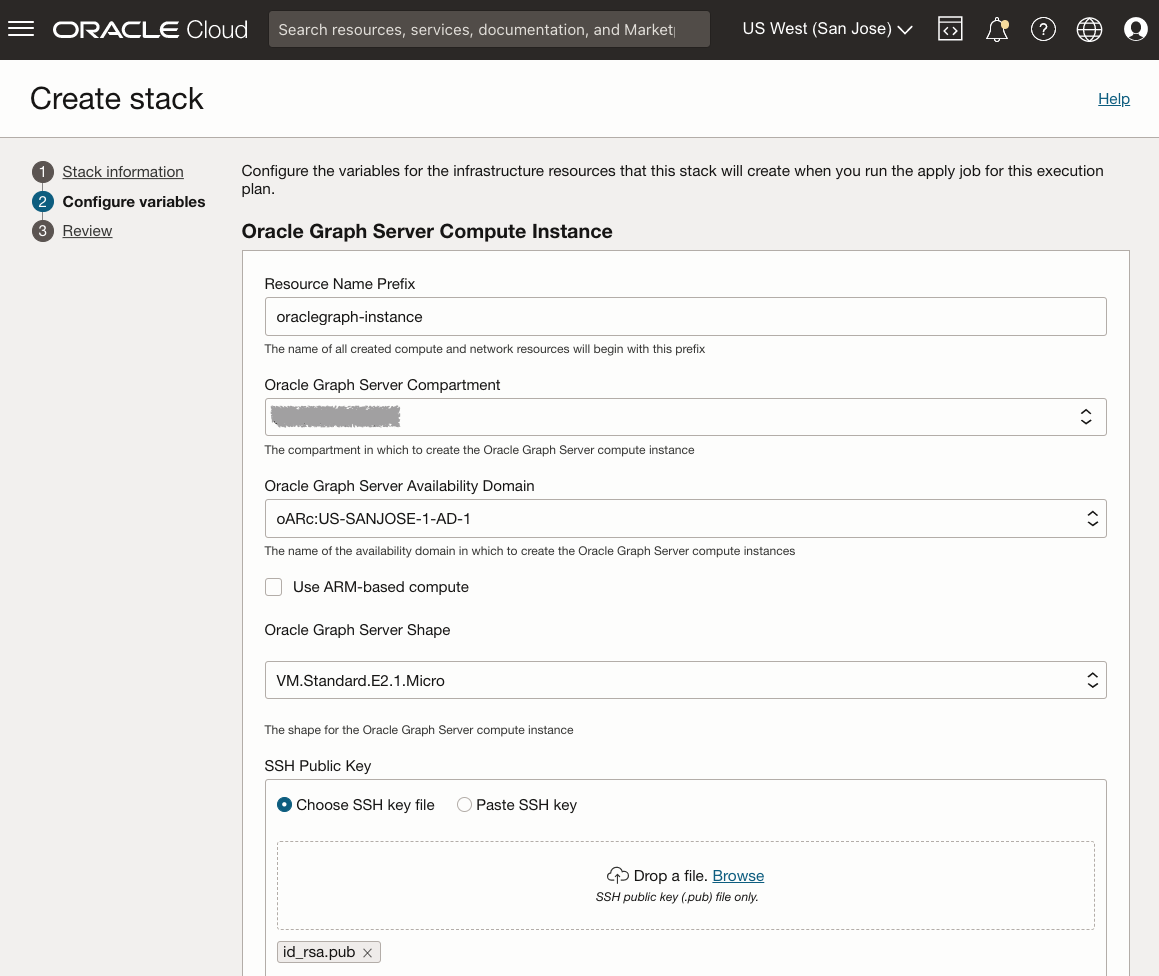 ORACLE Cloud
Search resources, services, documentation, and Market
US West (San Jose)
Create stack
Help
1 Stack information
2 Configure variables
3 Review
Configure the variables for the infrastructure resources that this stack will create when you run the apply job for this execution
plan.
Oracle Graph Server Compute Instance
Resource Name Prefix
oraclegraph-instance
The name of all created compute and network resources will begin with this prefix
Oracle Graph Server Compartment
The compartment in which to create the Oracle Graph Server compute instance
Oracle Graph Server Availability Domain
oARc:US-SANJOSE-1-AD-1
The name of the availability domain in which to create the Oracle Graph Server compute instances
Use ARM-based compute
Oracle Graph Server Shape
VM.Standard.E2.1.Micro
The shape for the Oracle Graph Server compute instance
SSH Public Key
Choose SSH key file
Paste SSH key
Drop a file. Browse
SSH public key (.pub) file only.
id_rsa.pub